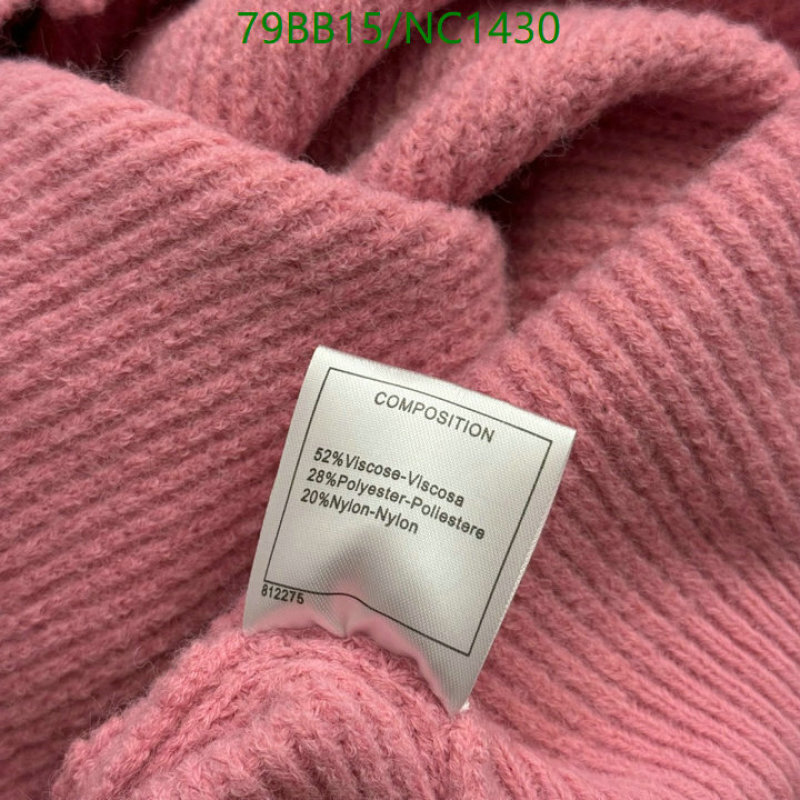 79BB15/NC1430
COMPOSITION
52%Viscose-Viscosa
28%Polyester-Poliestere
20%Nylon-Nylon
812275